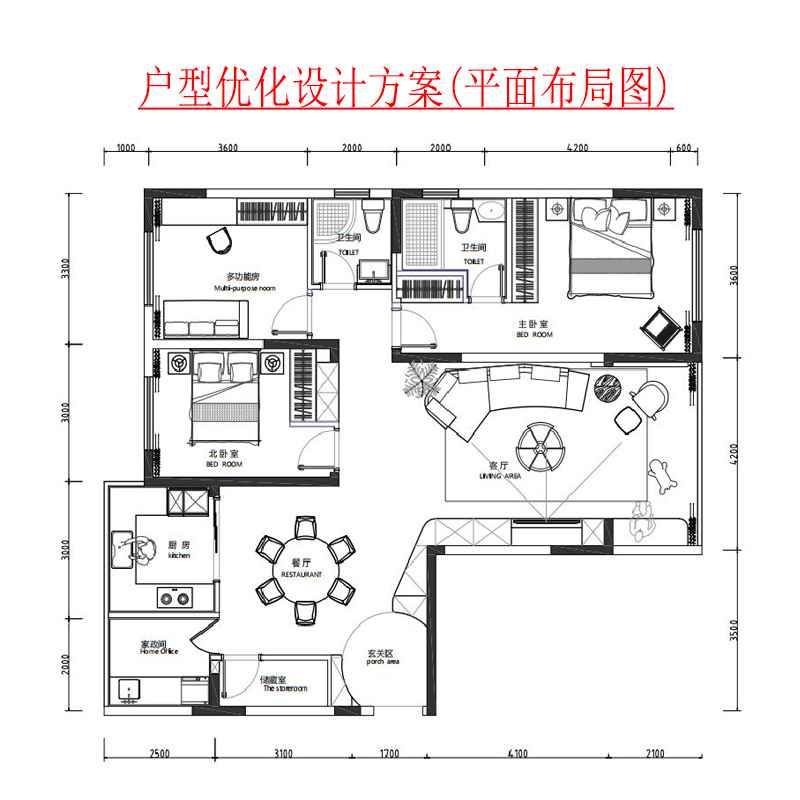 户型优化设计方案(平面布局图)
1000 3600 2000 2000 4200 600
3300
3000
3000
2000
3600
4200
3500
卫生间
TOILET
卫生间
TOILET
多功能房
Multi-purpose room
主卧室
BED ROOM
北卧室
BED ROOM
客厅
LIVING AREA
厨房
kitchen
餐厅
RESTAURANT
家政间
Home Office
玄关区
porch area
储藏室
The storeroom
2500 3100 1700 4100 2100